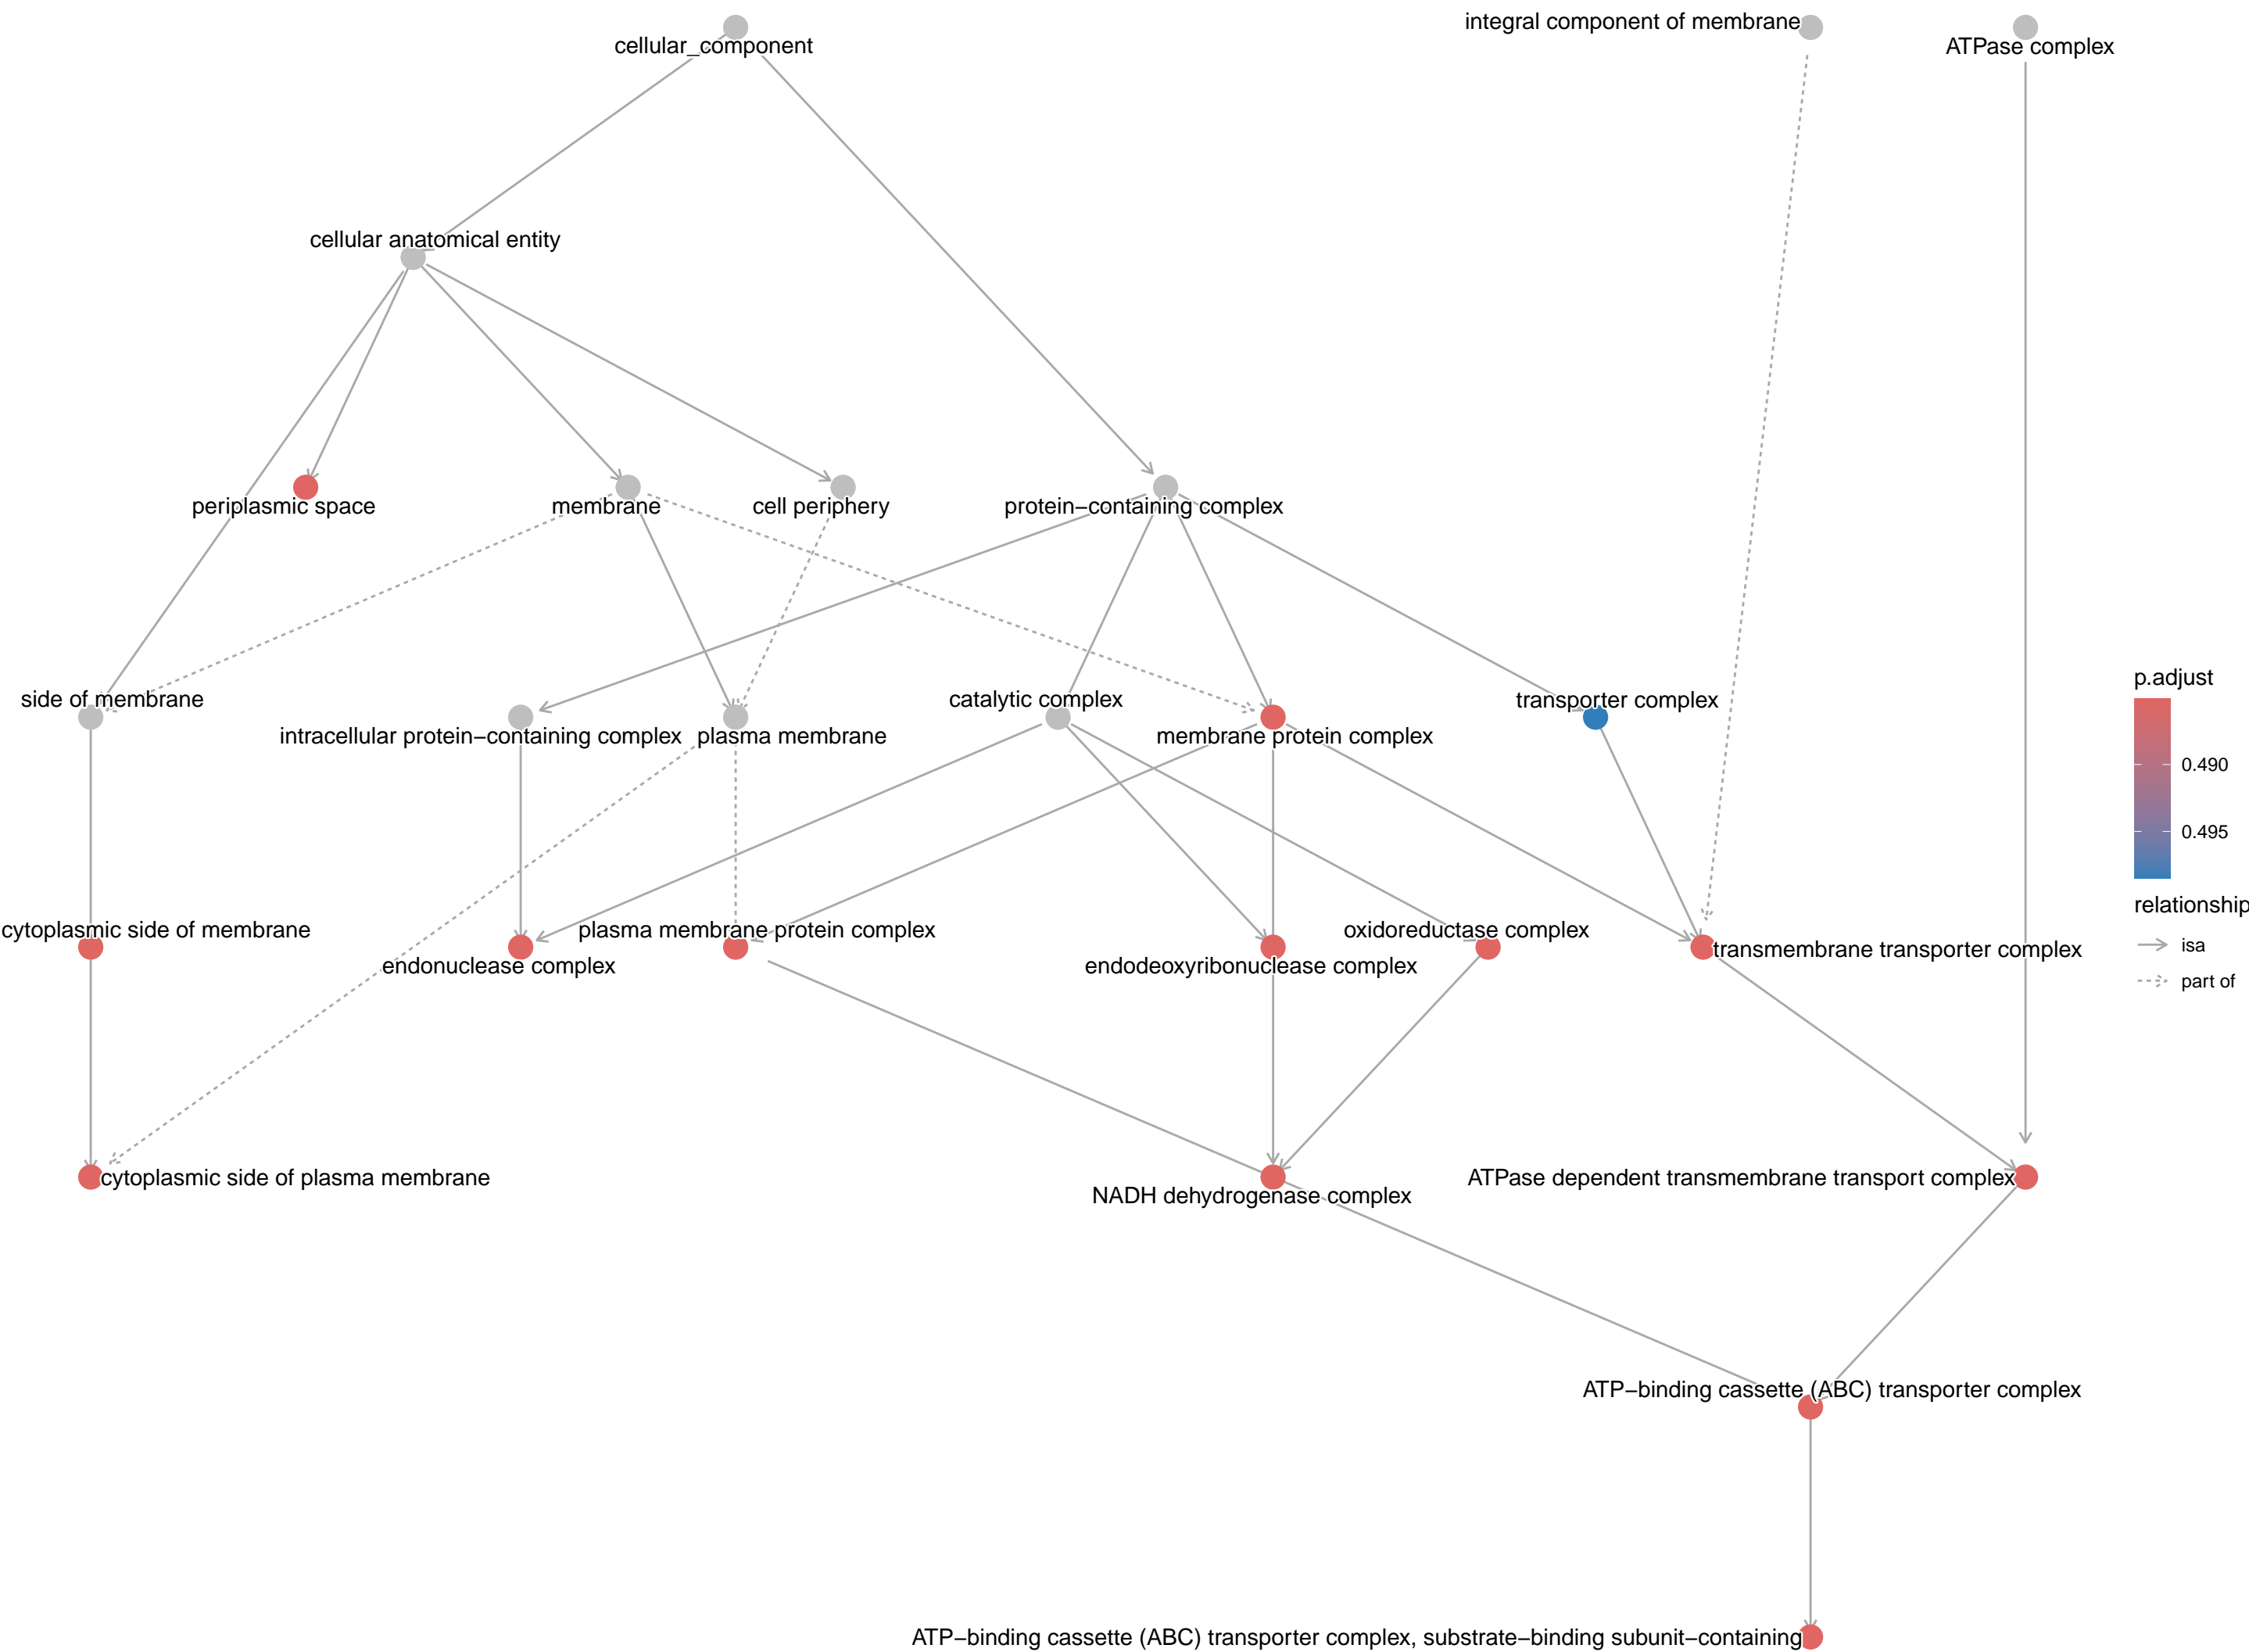 integral component of membrane
cellular_component
ATPase complex
cellular anatomical entity
periplasmic space
membrane
cell periphery
protein−containing complex
side of membrane
catalytic complex
transporter complex
intracellular protein−containing complex
plasma membrane
membrane protein complex
cytoplasmic side of membrane
plasma membrane protein complex
oxidoreductase complex
transmembrane transporter complex
endonuclease complex
endodeoxyribonuclease complex
cytoplasmic side of plasma membrane
ATPase dependent transmembrane transport complex
NADH dehydrogenase complex
ATP−binding cassette (ABC) transporter complex
ATP−binding cassette (ABC) transporter complex, substrate−binding subunit−containing
p.adjust
0.490
0.495
relationship
isa
part of